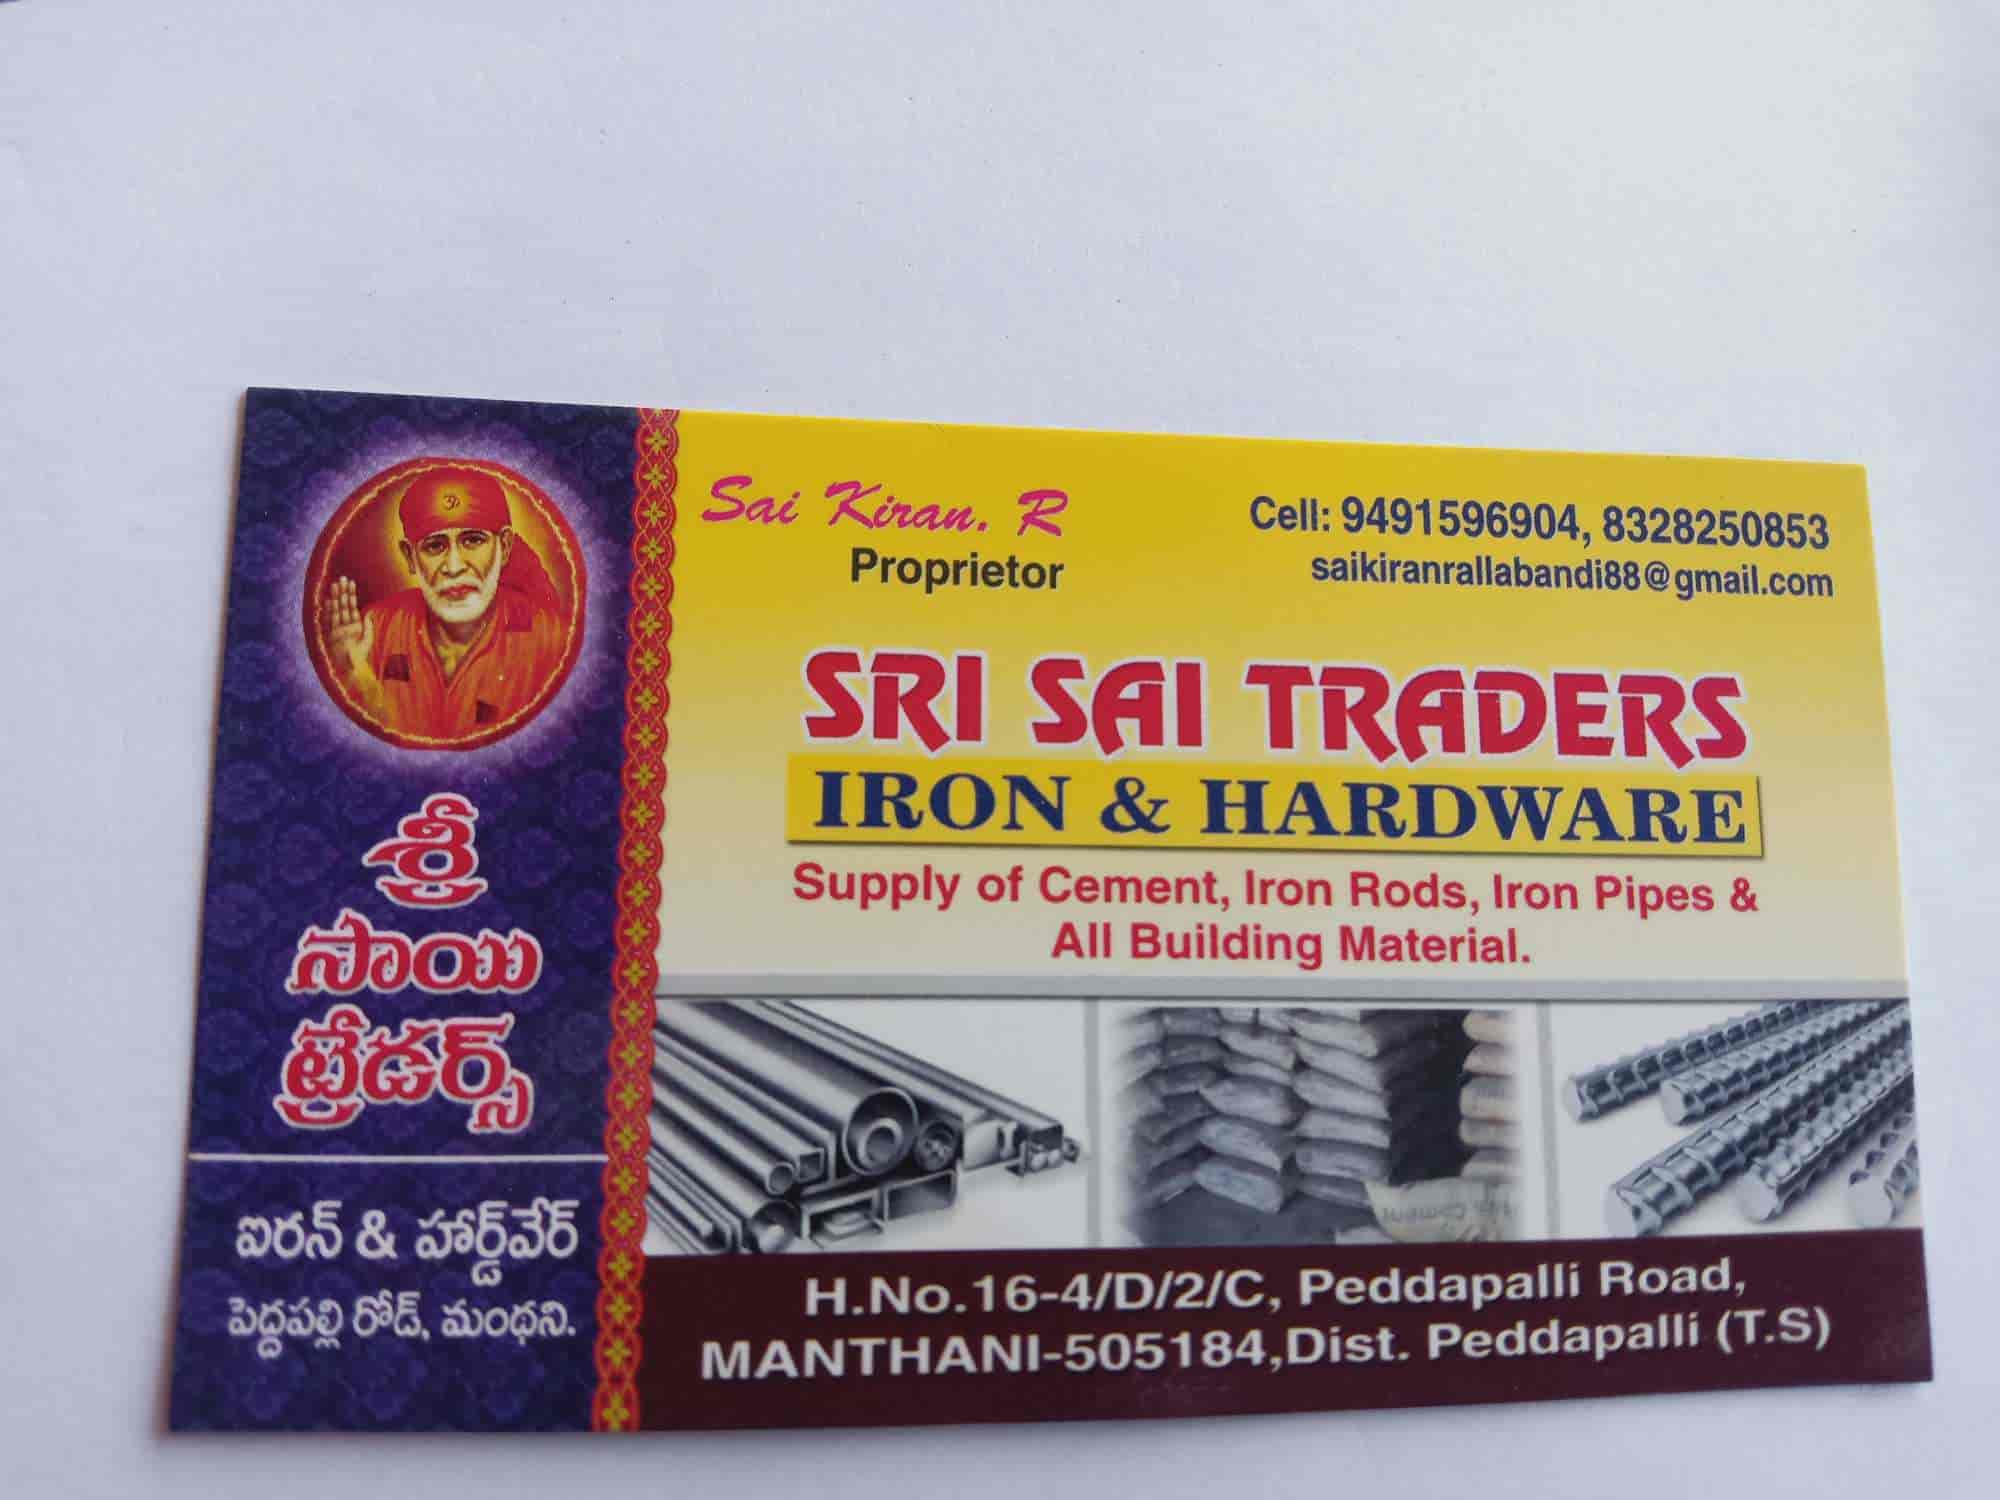 Sai Kiran. R
Proprietor
Cell: 9491596904, 8328250853
saikiranrallabandi88@gmail.com
SRI SAI TRADERS
IRON & HARDWARE
Supply of Cement, Iron Rods, Iron Pipes &
All Building Material.
H.No.16-4/D/2/C, Peddapalli Road,
MANTHANI-505184,Dist. Peddapalli (T.S)
ॐ
శ్రీ
సాయి
ట్రేడర్స్
ఐరన్ & హార్డ్‌వేర్
పెద్దపల్లి రోడ్, మంథని.